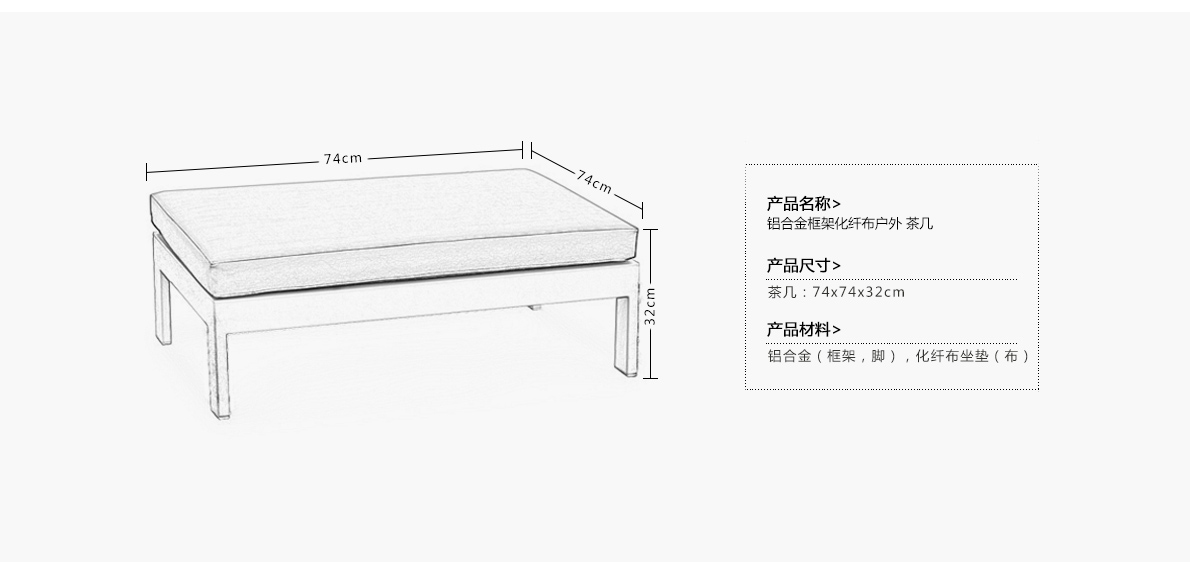 74cm
74cm
32cm
产品名称>
铝合金框架化纤布户外 茶几
产品尺寸>
茶几：74x74x32cm
产品材料>
铝合金（框架，脚），化纤布坐垫（布）